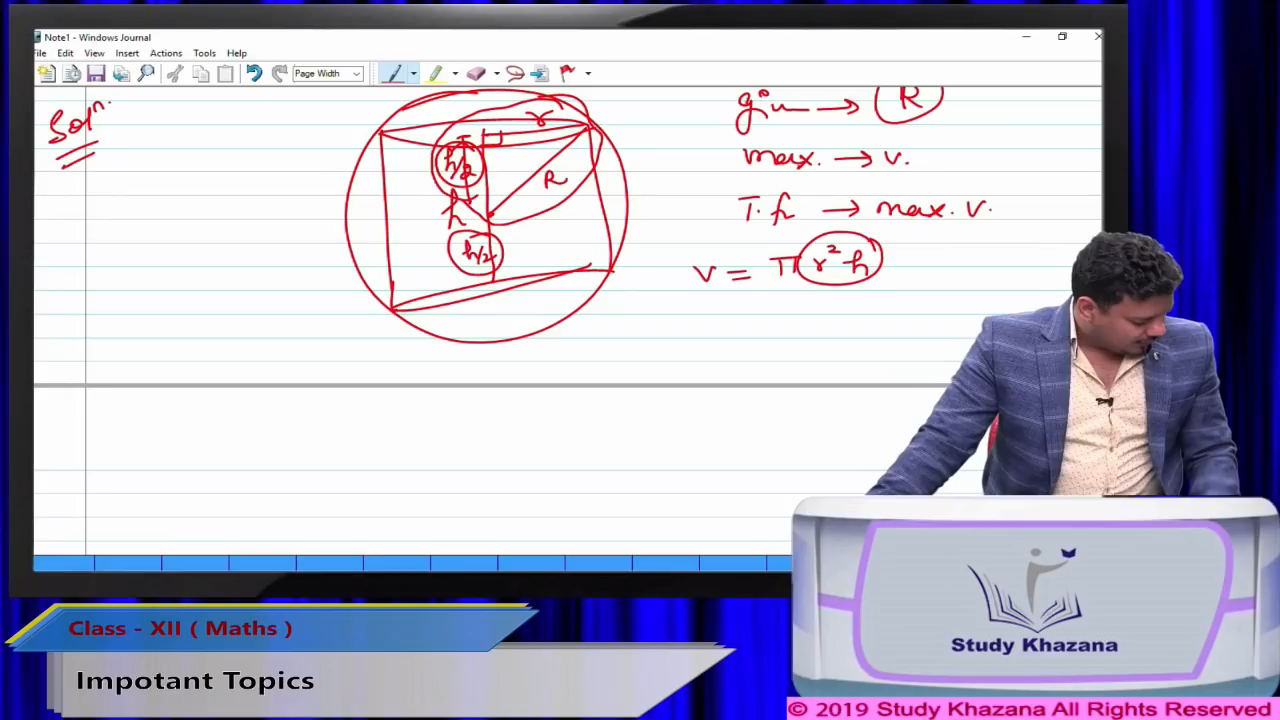 Note1 - Windows Journal
File Edit View Insert Actions Tools Help
Page Width
Solⁿ.
r
h/2
R
h
h/2
given → R
max. → v.
T. f → max. v.
v = πr²h
Class - XII ( Maths )
Impotant Topics
Study Khazana
© 2019 Study Khazana All Rights Reserved